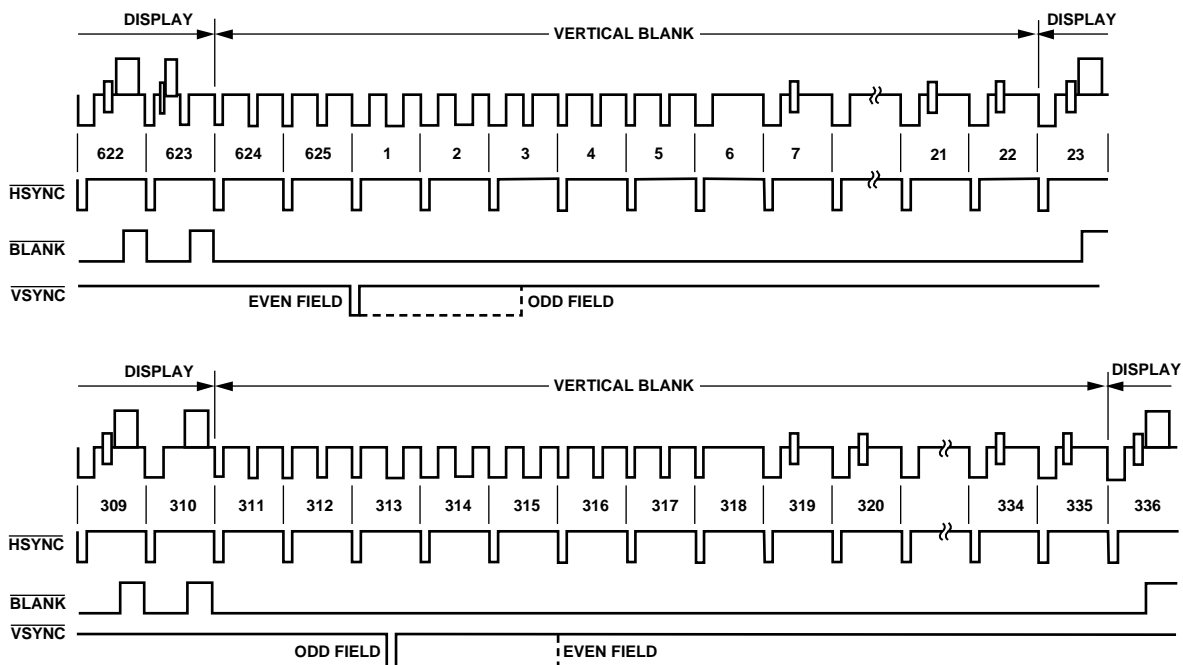 DISPLAY VERTICAL BLANK DISPLAY
622 623 624 625 1 2 3 4 5 6 7 21 22 23
HSYNC
BLANK
VSYNC
EVEN FIELD ODD FIELD
DISPLAY VERTICAL BLANK DISPLAY
309 310 311 312 313 314 315 316 317 318 319 320 334 335 336
HSYNC
BLANK
VSYNC
ODD FIELD EVEN FIELD